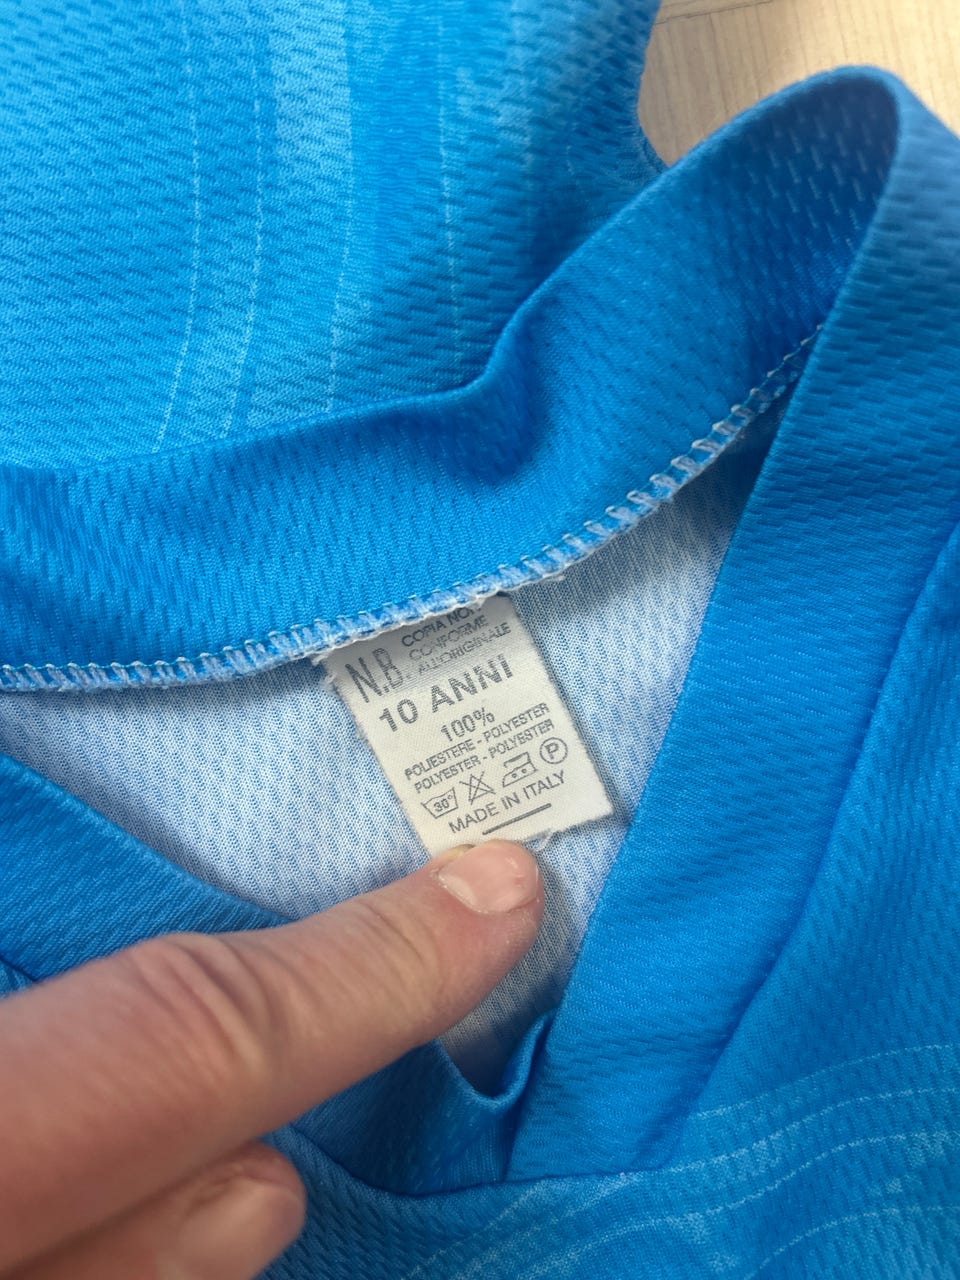 N.B. COPIA NON
CONFORME
ALL'ORIGINALE
10 ANNI
100%
POLIESTERE - POLYESTER
POLYESTER - POLYESTER
30° P
MADE IN ITALY